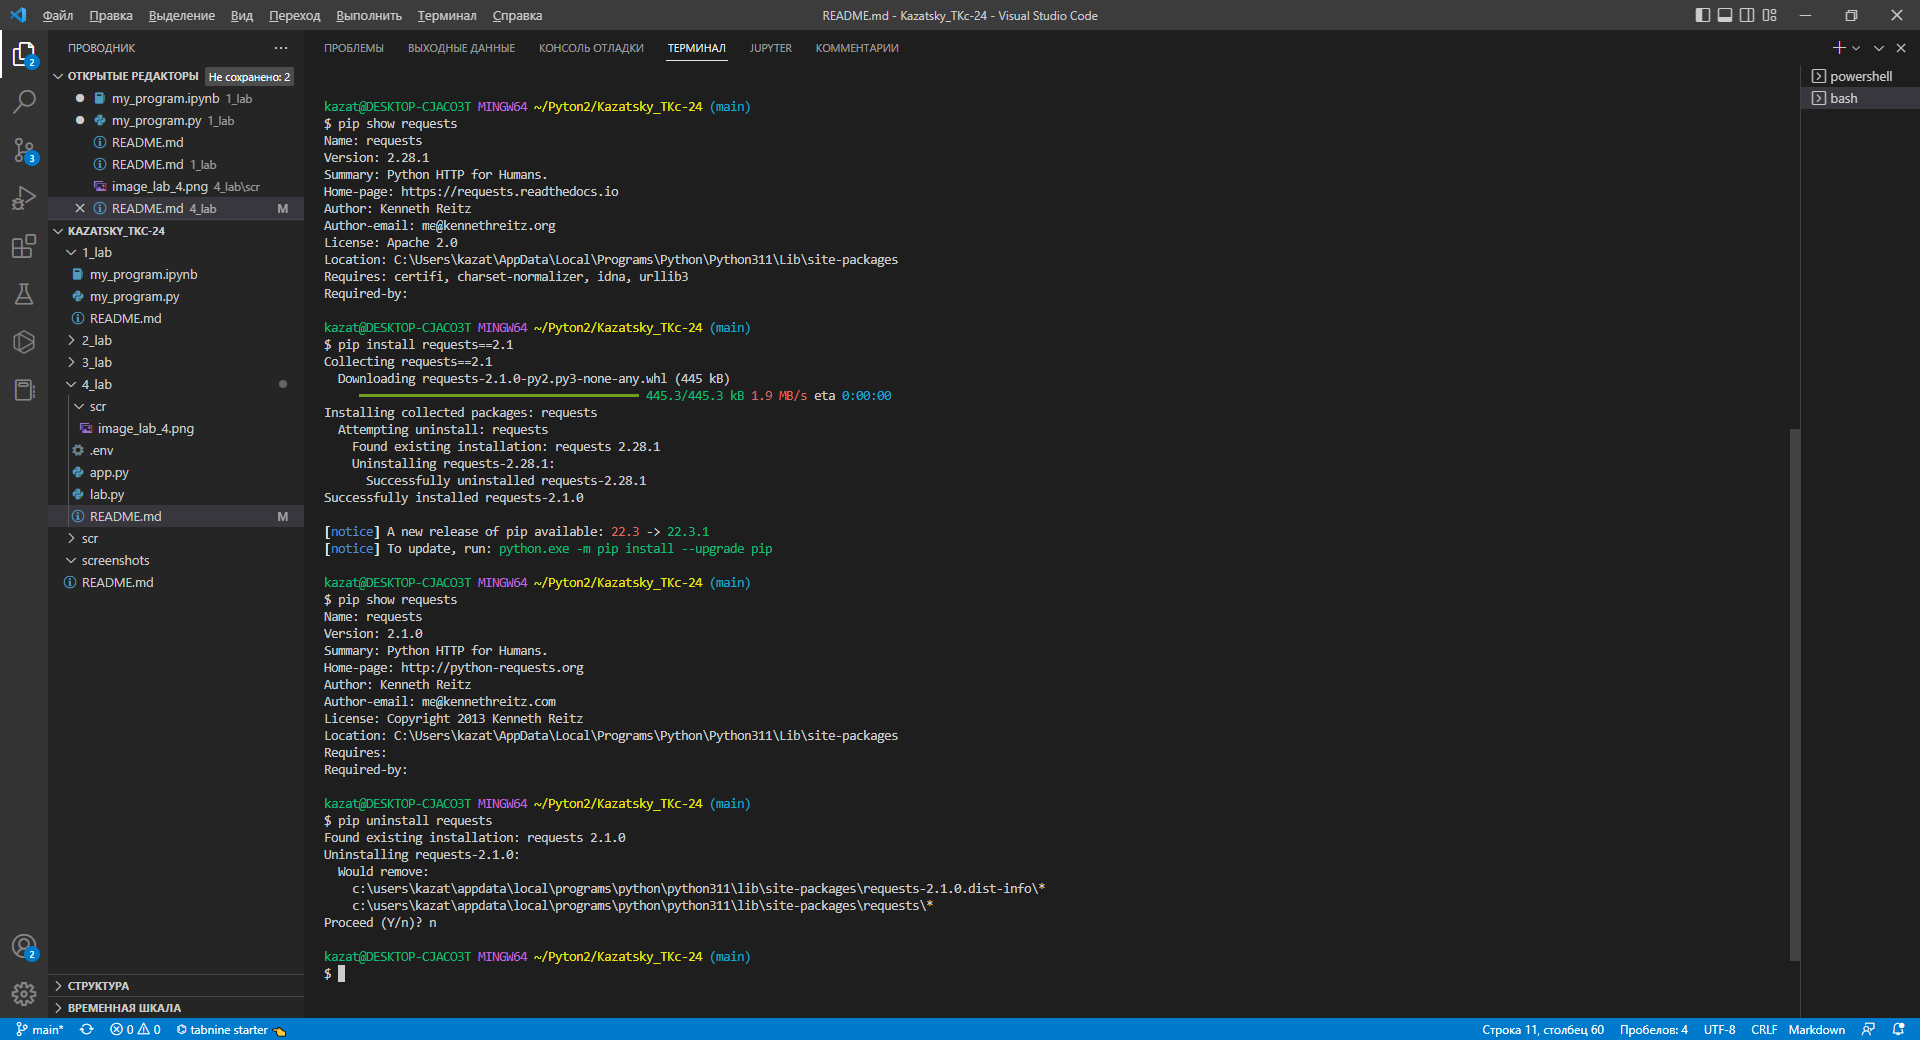 Файл Правка Выделение Вид Переход Выполнить Терминал Справка
README.md - Kazatsky_TKc-24 - Visual Studio Code
ПРОВОДНИК
ОТКРЫТЫЕ РЕДАКТОРЫ Не сохранено: 2
my_program.ipynb 1_lab
my_program.py 1_lab
README.md
README.md 1_lab
image_lab_4.png 4_lab\scr
README.md 4_lab M
KAZATSKY_TKC-24
1_lab
my_program.ipynb
my_program.py
README.md
2_lab
3_lab
4_lab
scr
image_lab_4.png
.env
app.py
lab.py
README.md M
scr
screenshots
README.md
СТРУКТУРА
ВРЕМЕННАЯ ШКАЛА
2
3
2
ПРОБЛЕМЫ ВЫХОДНЫЕ ДАННЫЕ КОНСОЛЬ ОТЛАДКИ ТЕРМИНАЛ JUPYTER КОММЕНТАРИИ
kazat@DESKTOP-CJACO3T MINGW64 ~/Pyton2/Kazatsky_TKc-24 (main)
$ pip show requests
Name: requests
Version: 2.28.1
Summary: Python HTTP for Humans.
Home-page: https://requests.readthedocs.io
Author: Kenneth Reitz
Author-email: me@kennethreitz.org
License: Apache 2.0
Location: C:\Users\kazat\AppData\Local\Programs\Python\Python311\Lib\site-packages
Requires: certifi, charset-normalizer, idna, urllib3
Required-by:
kazat@DESKTOP-CJACO3T MINGW64 ~/Pyton2/Kazatsky_TKc-24 (main)
$ pip install requests==2.1
Collecting requests==2.1
Downloading requests-2.1.0-py2.py3-none-any.whl (445 kB)
445.3/445.3 kB 1.9 MB/s eta 0:00:00
Installing collected packages: requests
Attempting uninstall: requests
Found existing installation: requests 2.28.1
Uninstalling requests-2.28.1:
Successfully uninstalled requests-2.28.1
Successfully installed requests-2.1.0
[notice] A new release of pip available: 22.3 -> 22.3.1
[notice] To update, run: python.exe -m pip install --upgrade pip
kazat@DESKTOP-CJACO3T MINGW64 ~/Pyton2/Kazatsky_TKc-24 (main)
$ pip show requests
Name: requests
Version: 2.1.0
Summary: Python HTTP for Humans.
Home-page: http://python-requests.org
Author: Kenneth Reitz
Author-email: me@kennethreitz.com
License: Copyright 2013 Kenneth Reitz
Location: C:\Users\kazat\AppData\Local\Programs\Python\Python311\Lib\site-packages
Requires:
Required-by:
kazat@DESKTOP-CJACO3T MINGW64 ~/Pyton2/Kazatsky_TKc-24 (main)
$ pip uninstall requests
Found existing installation: requests 2.1.0
Uninstalling requests-2.1.0:
Would remove:
c:\users\kazat\appdata\local\programs\python\python311\lib\site-packages\requests-2.1.0.dist-info\*
c:\users\kazat\appdata\local\programs\python\python311\lib\site-packages\requests\*
Proceed (Y/n)? n
kazat@DESKTOP-CJACO3T MINGW64 ~/Pyton2/Kazatsky_TKc-24 (main)
$
powershell
bash
main* 0 0 tabnine starter
Строка 11, столбец 60 Пробелов: 4 UTF-8 CRLF Markdown